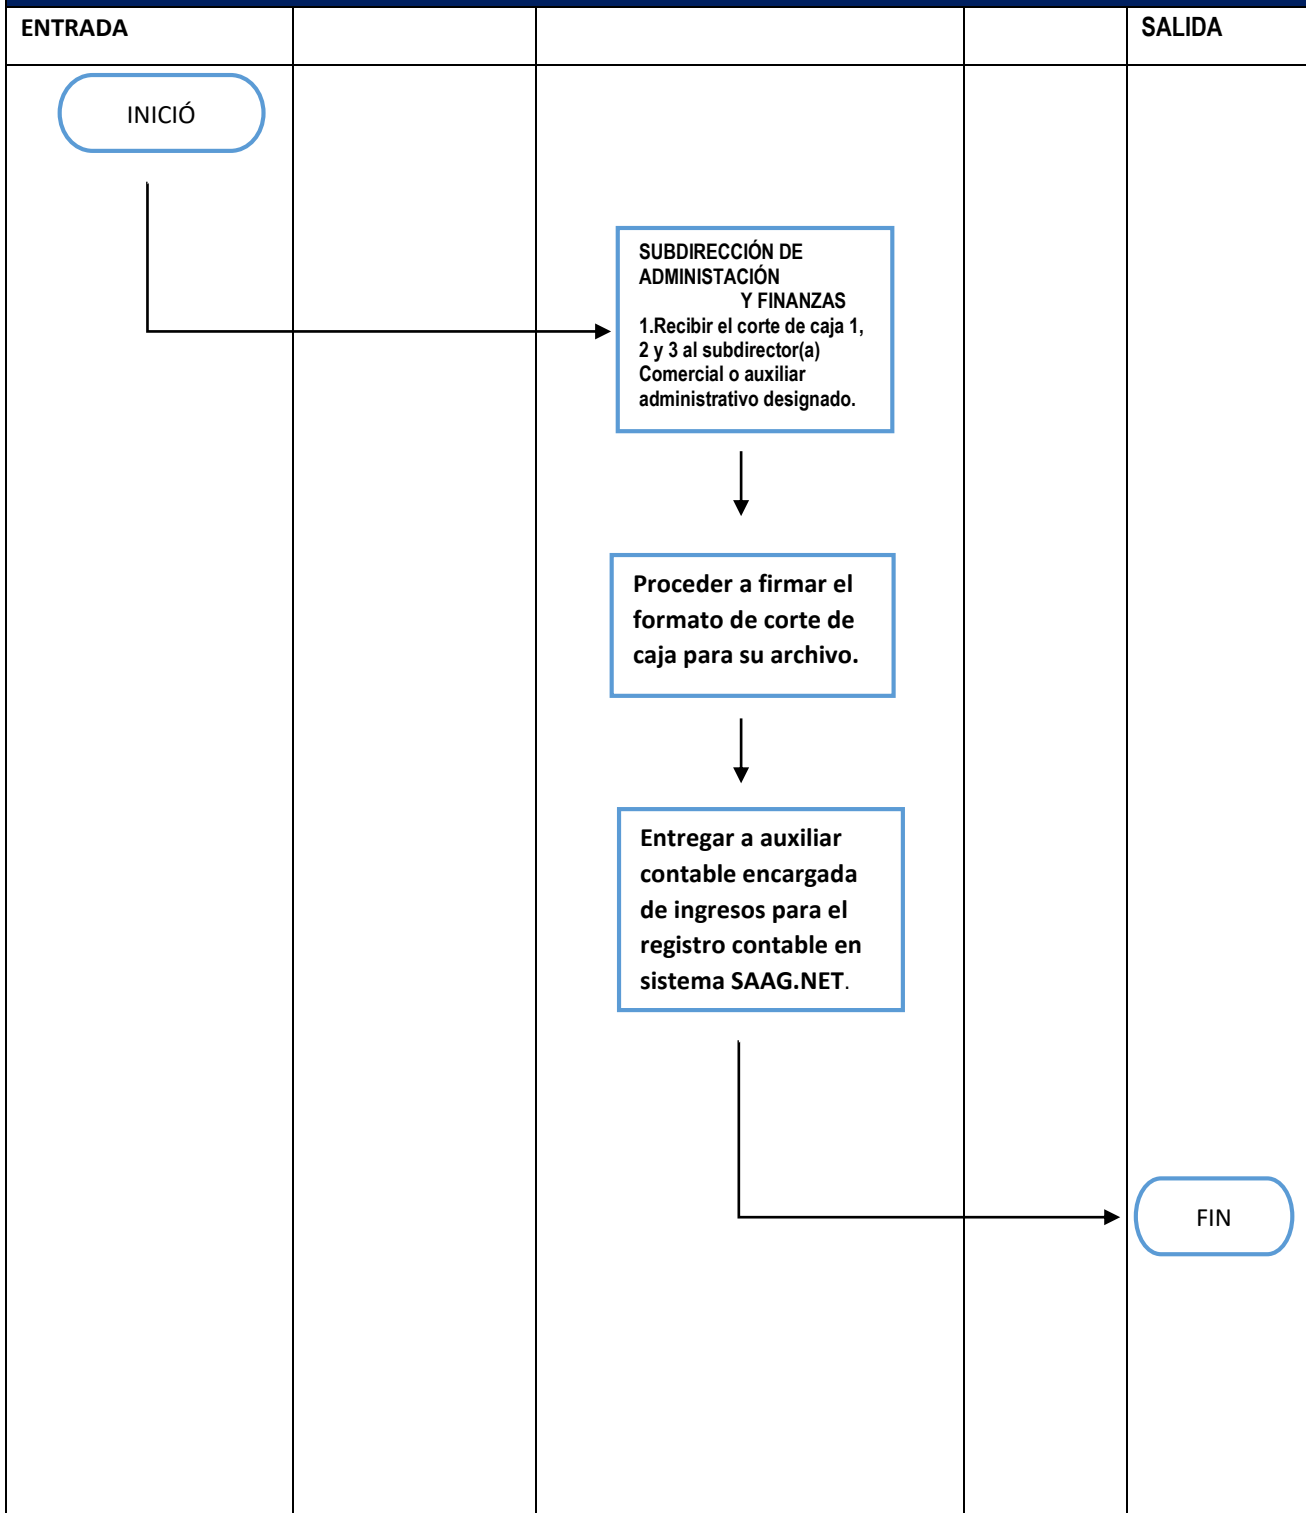 ENTRADA
SALIDA
INICIÓ
SUBDIRECCIÓN DE
ADMINISTACIÓN
Y FINANZAS
1.Recibir el corte de caja 1,
2 y 3 al subdirector(a)
Comercial o auxiliar
administrativo designado.
Proceder a firmar el
formato de corte de
caja para su archivo.
Entregar a auxiliar
contable encargada
de ingresos para el
registro contable en
sistema SAAG.NET.
FIN